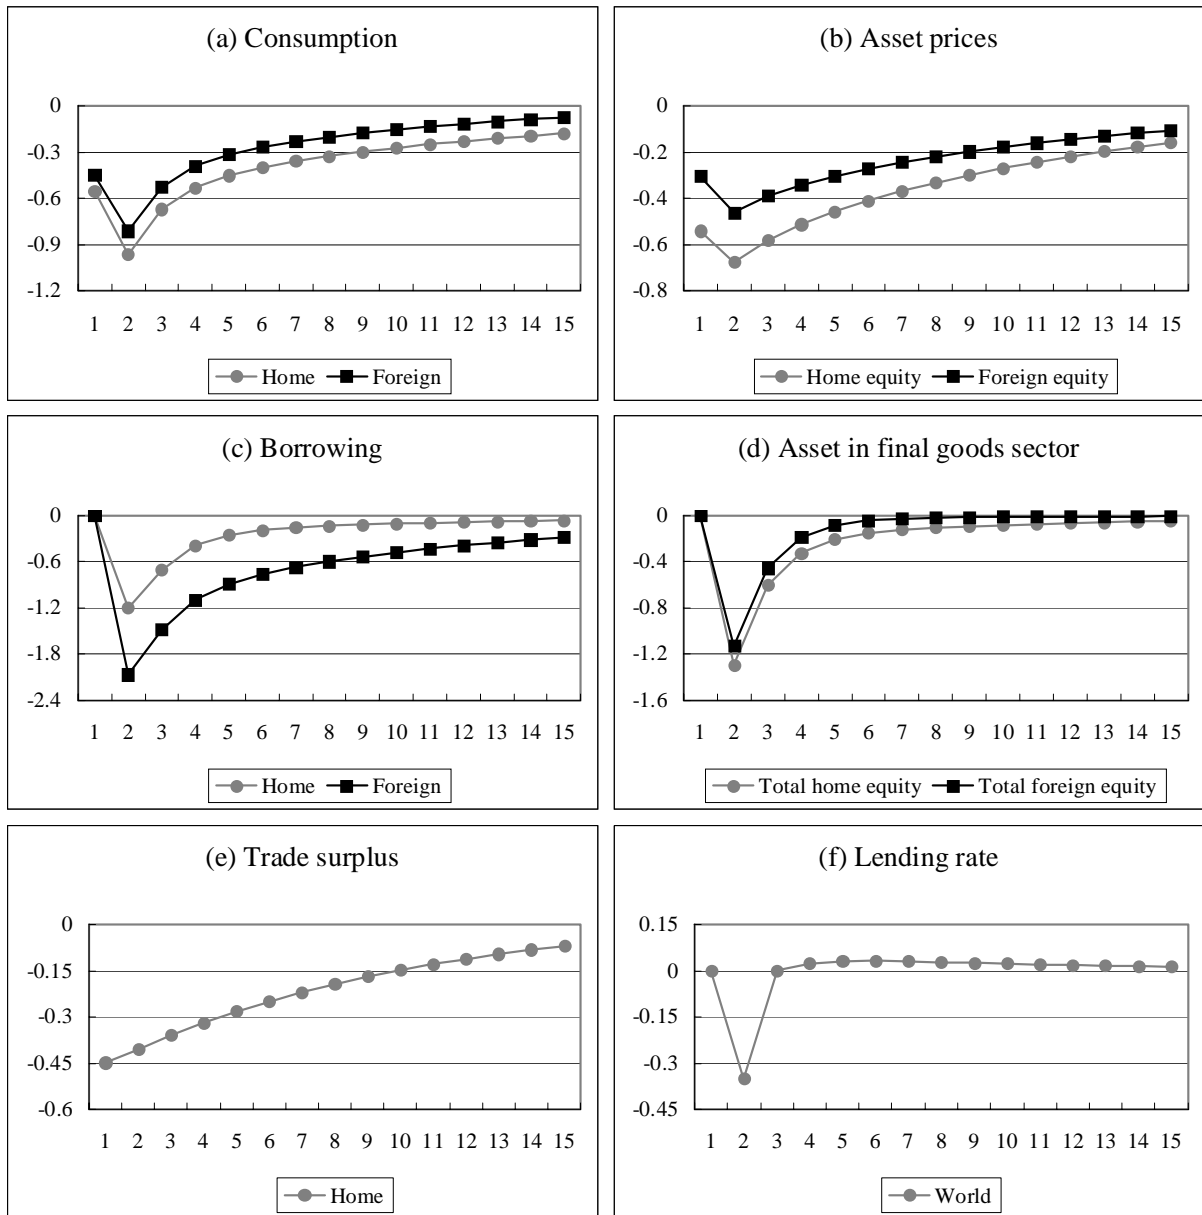 (a) Consumption
0
-0.3
-0.6
-0.9
-1.2
1 2 3 4 5 6 7 8 9 10 11 12 13 14 15
Home Foreign
(b) Asset prices
0
-0.2
-0.4
-0.6
-0.8
1 2 3 4 5 6 7 8 9 10 11 12 13 14 15
Home equity Foreign equity
(c) Borrowing
0
-0.6
-1.2
-1.8
-2.4
1 2 3 4 5 6 7 8 9 10 11 12 13 14 15
Home Foreign
(d) Asset in final goods sector
0
-0.4
-0.8
-1.2
-1.6
1 2 3 4 5 6 7 8 9 10 11 12 13 14 15
Total home equity Total foreign equity
(e) Trade surplus
0
-0.15
-0.3
-0.45
-0.6
1 2 3 4 5 6 7 8 9 10 11 12 13 14 15
Home
(f) Lending rate
0.15
0
-0.15
-0.3
-0.45
1 2 3 4 5 6 7 8 9 10 11 12 13 14 15
World